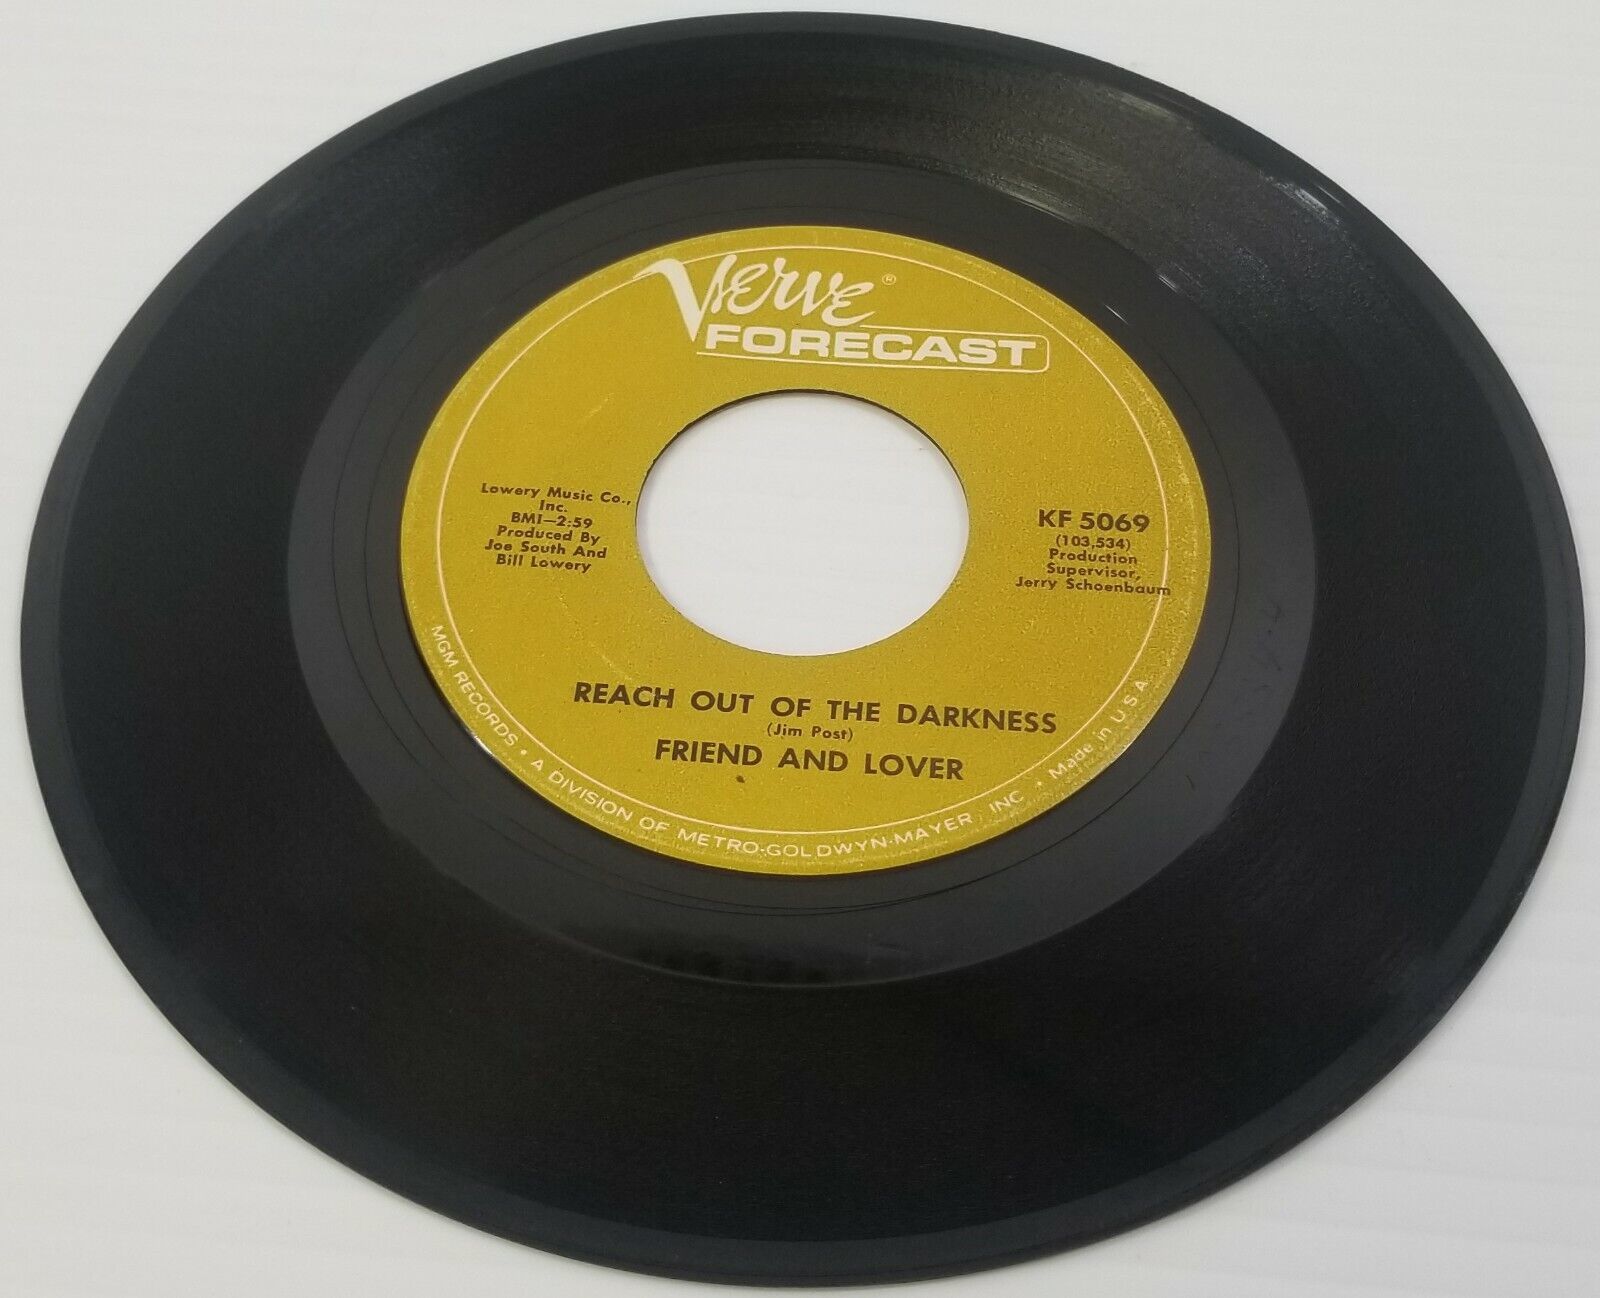 Verve®
FORECAST
Lowery Music Co.,
Inc.
BMI—2:59
Produced By
Joe South And
Bill Lowery
KF 5069
(103,534)
Production
Supervisor,
Jerry Schoenbaum
REACH OUT OF THE DARKNESS
(Jim Post)
FRIEND AND LOVER
MGM RECORDS • A DIVISION OF METRO-GOLDWYN-MAYER INC • Made in U.S.A.